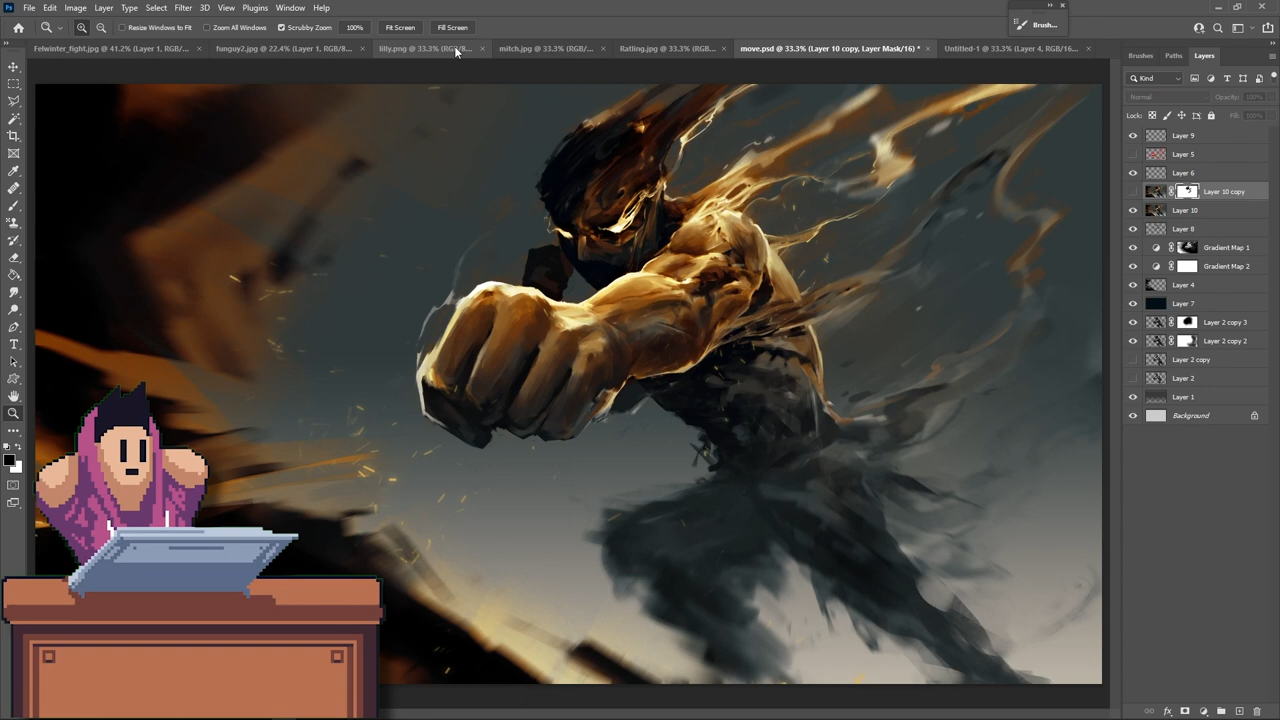 Ps File Edit Image Layer Type Select Filter 3D View Plugins Window Help
Resize Windows to Fit Zoom All Windows Scrubby Zoom 100% Fit Screen Fill Screen
Brush...
Felwinter_fight.jpg @ 41.2% (Layer 1, RGB/... × funguy2.jpg @ 22.4% (Layer 1, RGB/8... × lilly.png @ 33.3% (RGB/8... × mitch.jpg @ 33.3% (RGB/... × Ratling.jpg @ 33.3% (RGB... × move.psd @ 33.3% (Layer 10 copy, Layer Mask/16) * × Untitled-1 @ 33.3% (Layer 4, RGB/16... ×
Brushes Paths Layers
Kind
Normal Opacity: 100%
Lock: Fill: 100%
Layer 9
Layer 5
Layer 6
Layer 10 copy
Layer 10
Layer 8
Gradient Map 1
Gradient Map 2
Layer 4
Layer 7
Layer 2 copy 3
Layer 2 copy 2
Layer 2 copy
Layer 2
Layer 1
Background